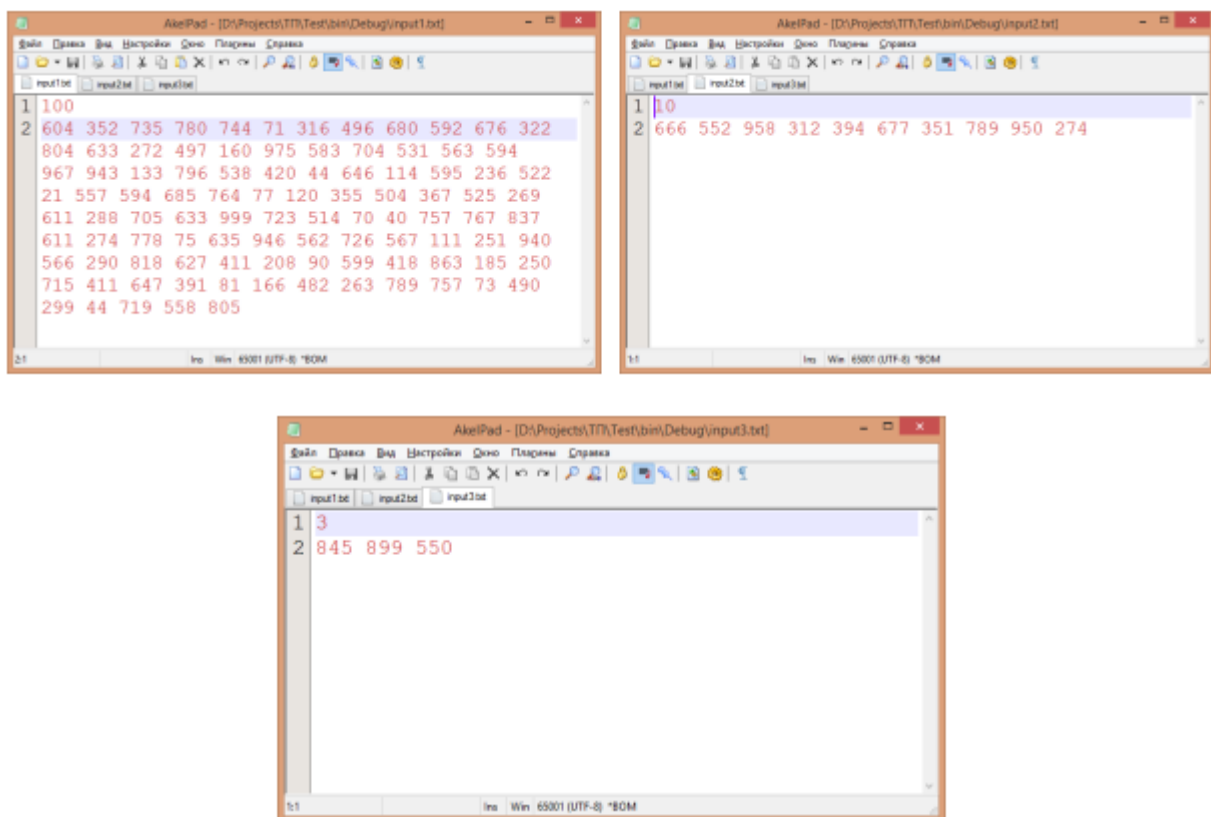 AkelPad - [D:\Projects\ТП\Test\bin\Debug\input1.txt]
Файл Правка Вид Настройки Окно Плагины Справка
input1.txt input2.txt input3.txt
1 100
2 604 352 735 780 744 71 316 496 680 592 676 322
804 633 272 497 160 975 583 704 531 563 594
967 943 133 796 538 420 44 646 114 595 236 522
21 557 594 685 764 77 120 355 504 367 525 269
611 288 705 633 999 723 514 70 40 757 767 837
611 274 778 75 635 946 562 726 567 111 251 940
566 290 818 627 411 208 90 599 418 863 185 250
715 411 647 391 81 166 482 263 789 757 73 490
299 44 719 558 805
2:1 Ins Win 65001 (UTF-8) *BOM
AkelPad - [D:\Projects\ТП\Test\bin\Debug\input2.txt]
Файл Правка Вид Настройки Окно Плагины Справка
input1.txt input2.txt input3.txt
1 10
2 666 552 958 312 394 677 351 789 950 274
1:1 Ins Win 65001 (UTF-8) *BOM
AkelPad - [D:\Projects\ТП\Test\bin\Debug\input3.txt]
Файл Правка Вид Настройки Окно Плагины Справка
input1.txt input2.txt input3.txt
1 3
2 845 899 550
1:1 Ins Win 65001 (UTF-8) *BOM